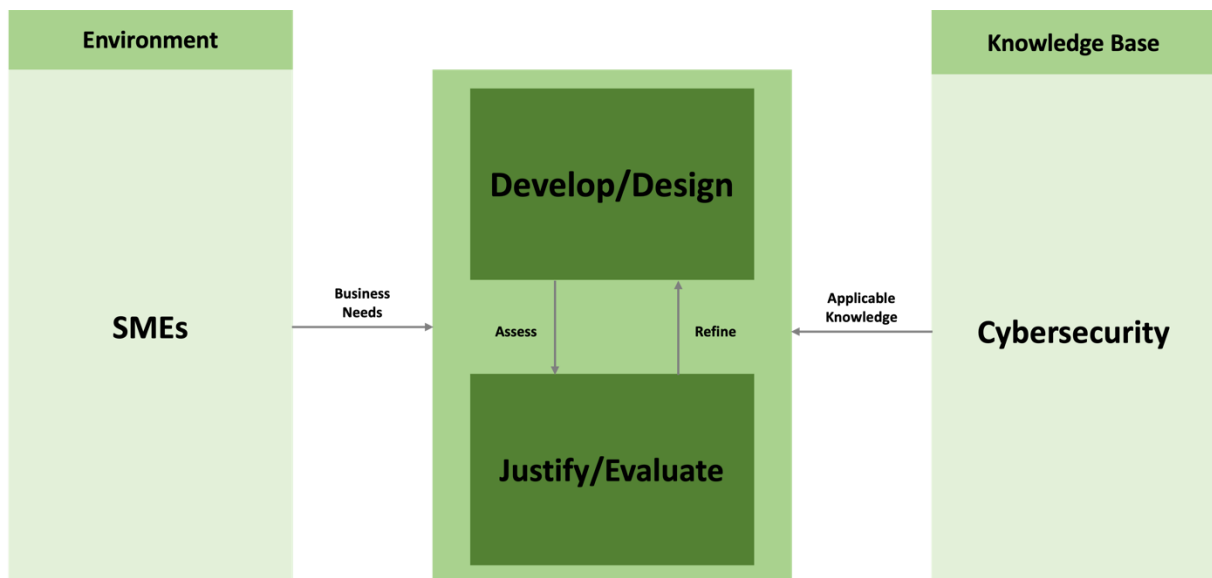 Environment
SMEs
Business
Needs
Develop/Design
Assess
Refine
Justify/Evaluate
Applicable
Knowledge
Knowledge Base
Cybersecurity